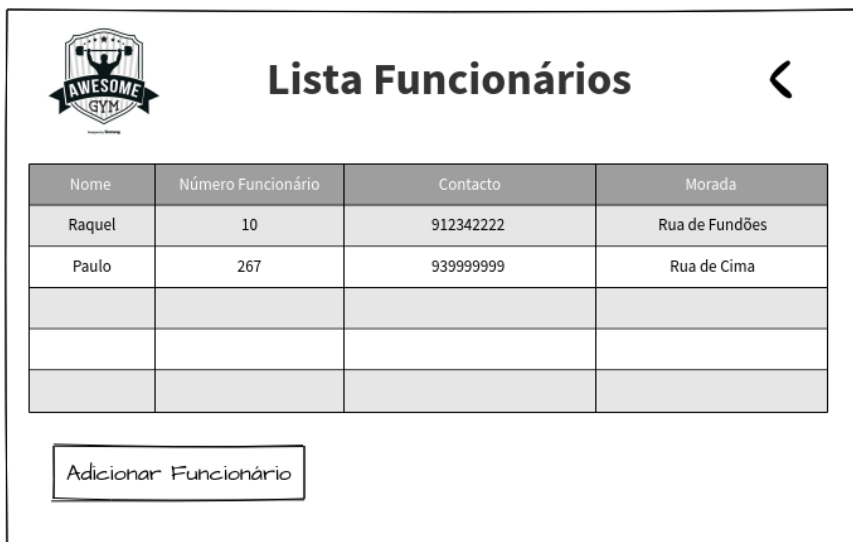 AWESOME
GYM
Lista Funcionários
Nome Número Funcionário Contacto Morada
Raquel 10 912342222 Rua de Fundões
Paulo 267 939999999 Rua de Cima
Adicionar Funcionário